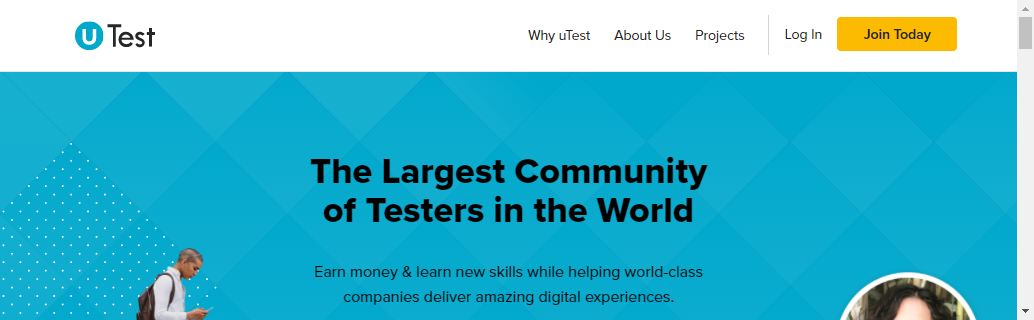 uTest
Why uTest
About Us
Projects
Log In
Join Today
The Largest Community
of Testers in the World
Earn money & learn new skills while helping world-class
companies deliver amazing digital experiences.